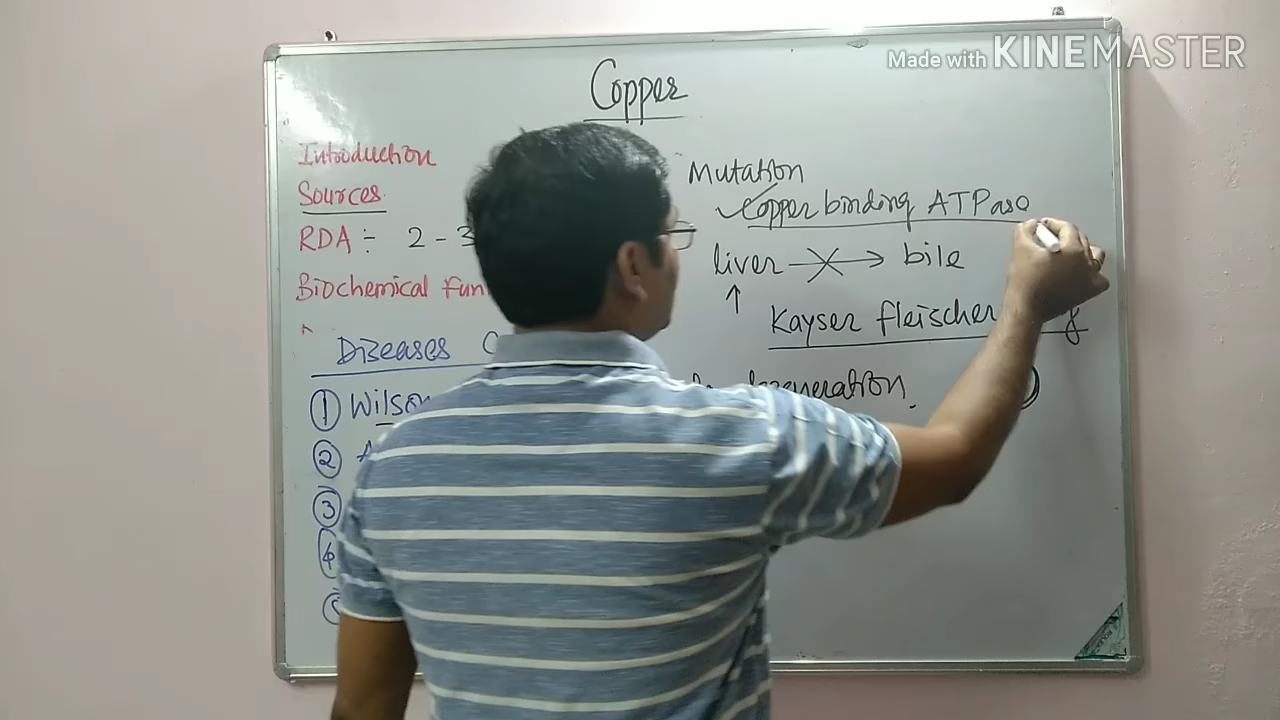 Made with KINEMASTER
Copper
Introduction
Sources
RDA ÷ 2 - 3
Biochemical Fun
Diseases
① Wilson
②
③
④
⑤
Mutation
Copper binding ATPase
liver → bile
↑
Kayser fleischer
degeneration.